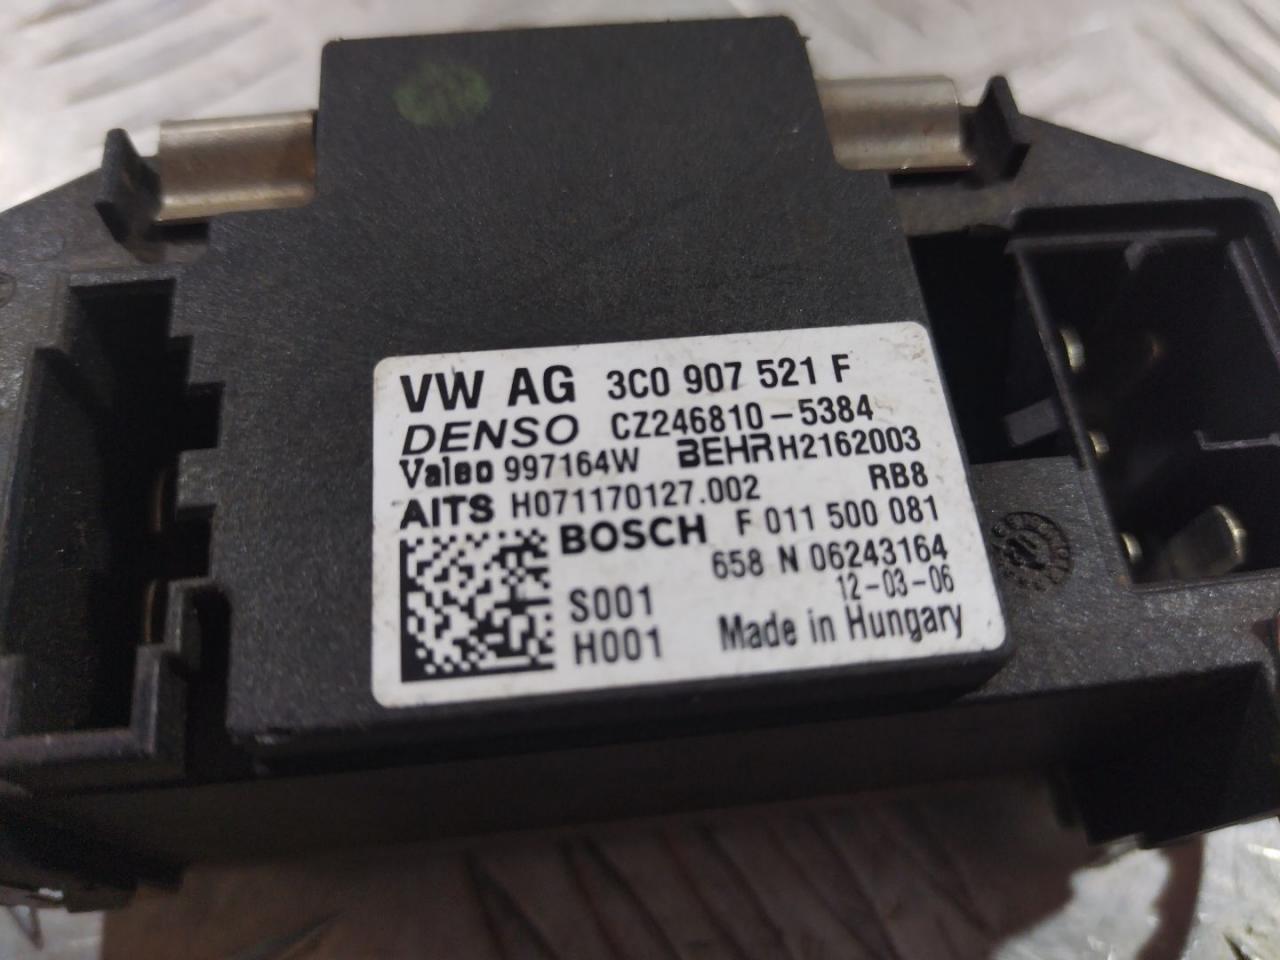 VW AG 3C0 907 521 F
DENSO CZ246810-5384
Valeo 997164W BEHR H2162003
AITS H071170127.002 RB8
BOSCH F 011 500 081
658 N 06243164
S001 12-03-06
H001 Made in Hungary